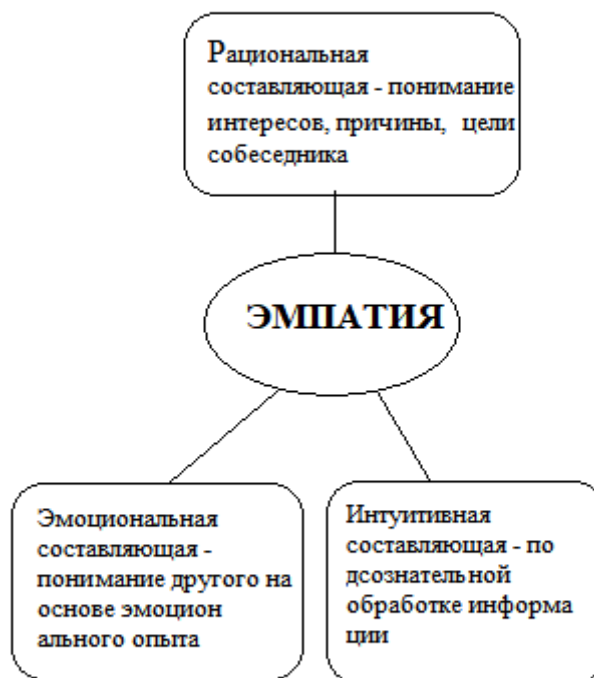 Рациональная
составляющая - понимание
интересов, причины, цели
собеседника
ЭМПАТИЯ
Эмоциональная
составляющая -
понимание другого на
основе эмоцион
ального опыта
Интуитивная
составляющая - по
дсознательной
обработке информа
ции